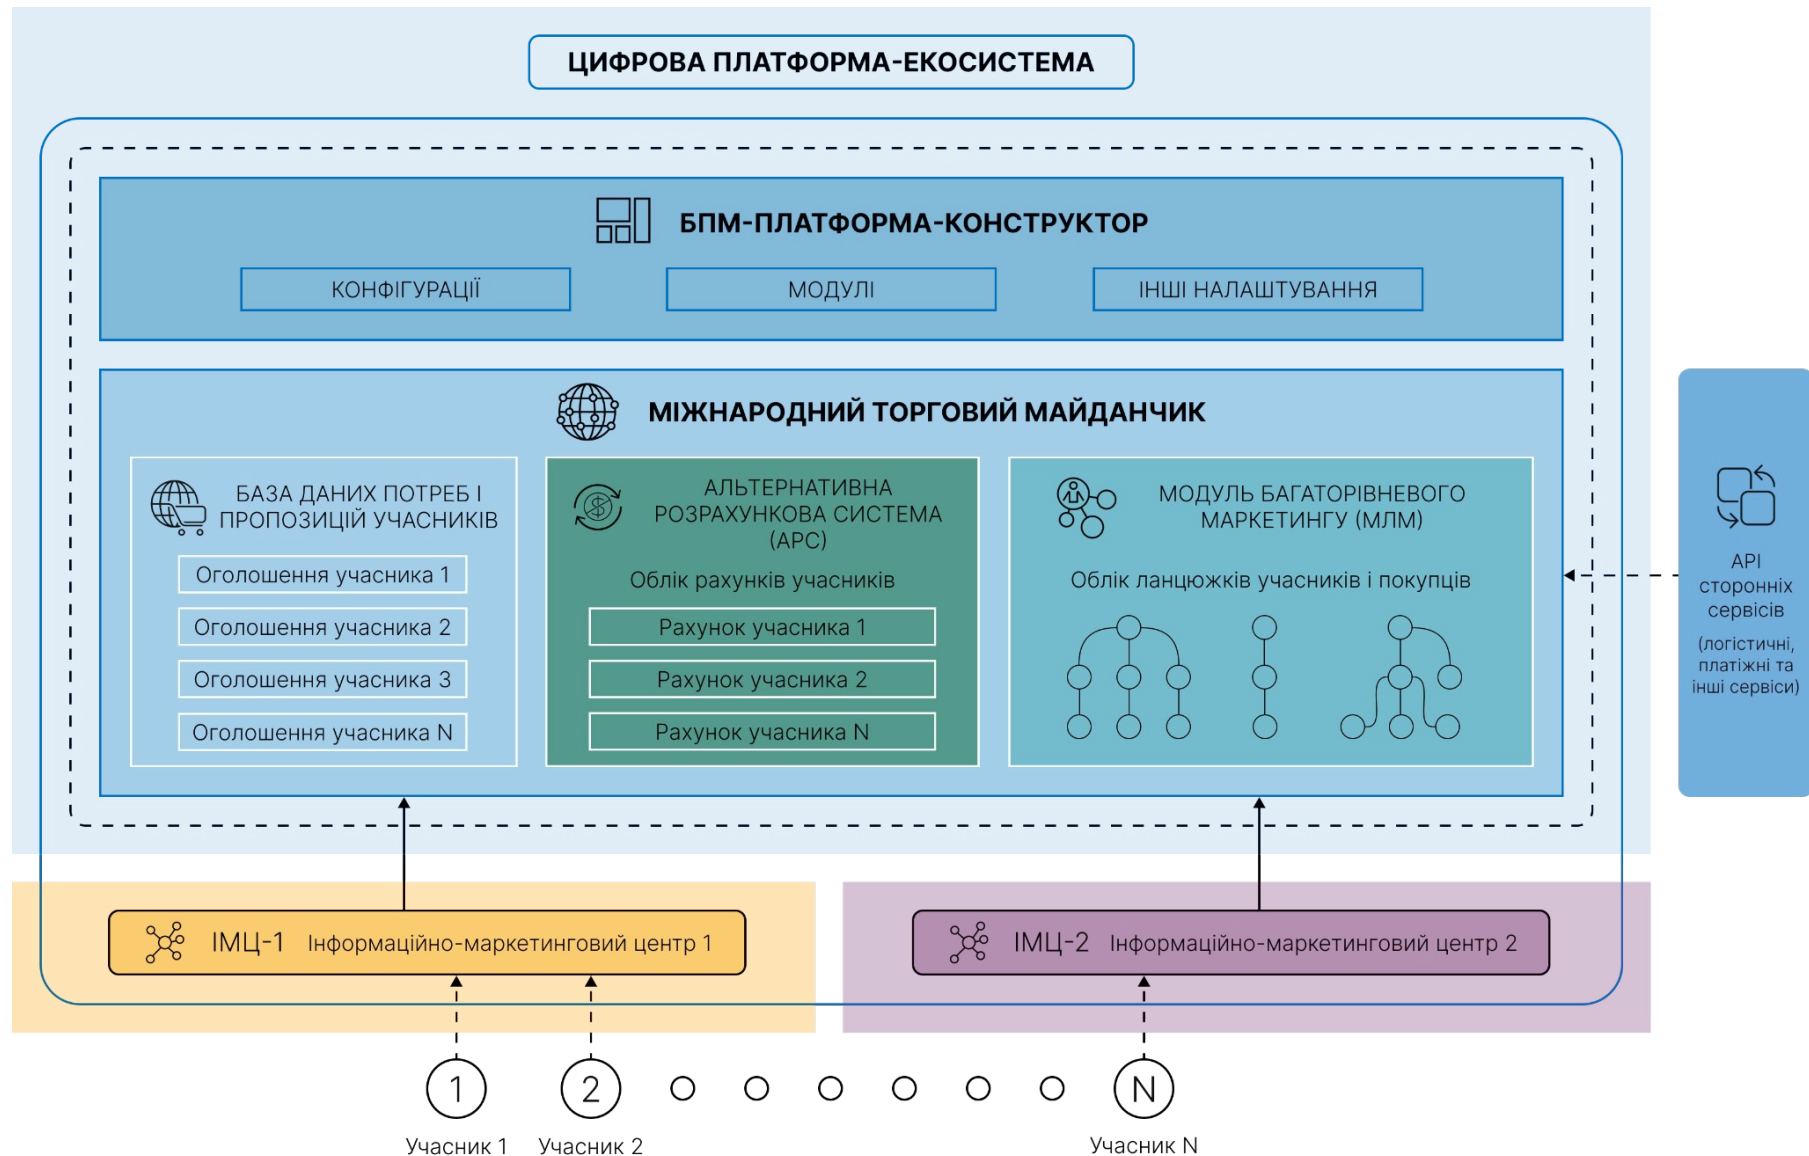 ЦИФРОВА ПЛАТФОРМА-ЕКОСИСТЕМА
БПМ-ПЛАТФОРМА-КОНСТРУКТОР
КОНФІГУРАЦІЇ
МОДУЛІ
ІНШІ НАЛАШТУВАННЯ
МІЖНАРОДНИЙ ТОРГОВИЙ МАЙДАНЧИК
БАЗА ДАНИХ ПОТРЕБ І
ПРОПОЗИЦІЙ УЧАСНИКІВ
Оголошення учасника 1
Оголошення учасника 2
Оголошення учасника 3
Оголошення учасника N
АЛЬТЕРНАТИВНА
РОЗРАХУНКОВА СИСТЕМА
(АРС)
Облік рахунків учасників
Рахунок учасника 1
Рахунок учасника 2
Рахунок учасника N
МОДУЛЬ БАГАТОРІВНЕВОГО
МАРКЕТИНГУ (МЛМ)
Облік ланцюжків учасників і покупців
АРІ
сторонніх
сервісів
(логістичні,
платіжні та
інші сервіси)
ІМЦ-1 Інформаційно-маркетинговий центр 1
ІМЦ-2 Інформаційно-маркетинговий центр 2
1
2
N
Учасник 1
Учасник 2
Учасник N